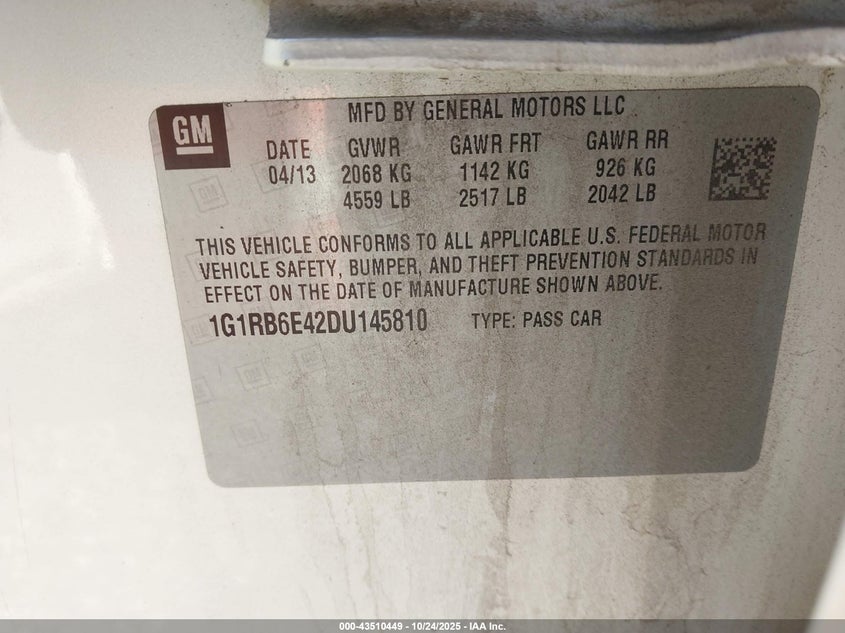 GM
MFD BY GENERAL MOTORS LLC
DATE GVWR GAWR FRT GAWR RR
04/13 2068 KG 1142 KG 926 KG
4559 LB 2517 LB 2042 LB
THIS VEHICLE CONFORMS TO ALL APPLICABLE U.S. FEDERAL MOTOR
VEHICLE SAFETY, BUMPER, AND THEFT PREVENTION STANDARDS IN
EFFECT ON THE DATE OF MANUFACTURE SHOWN ABOVE.
1G1RB6E42DU145810 TYPE: PASS CAR
000-43510449 - 10/24/2025 - IAA Inc.